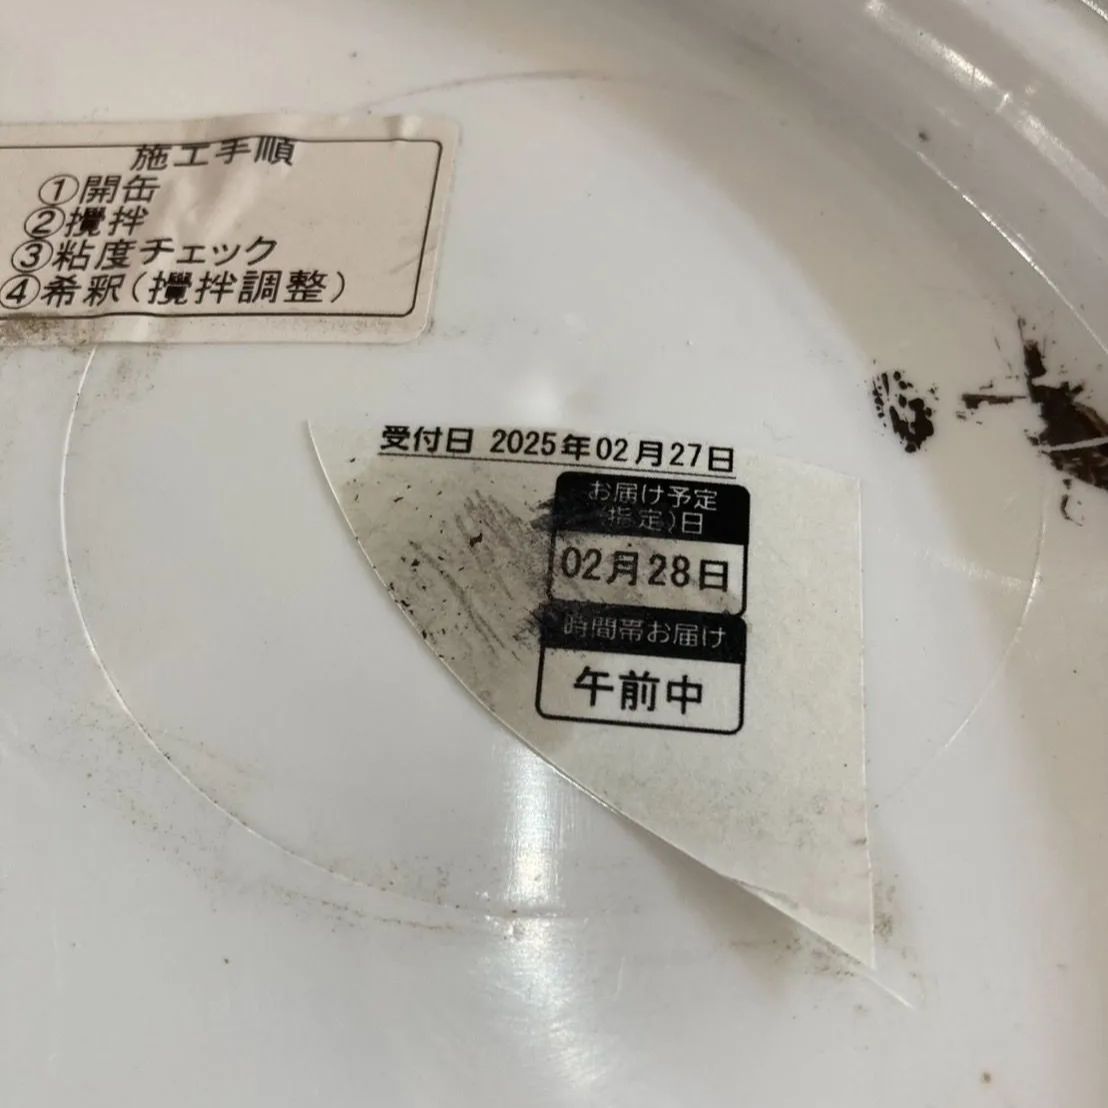 施工手順
①開缶
②攪拌
③粘度チェック
④希釈(攪拌調整)
受付日 2025年02月27日
お届け予定
(指定)日
02月28日
時間帯お届け
午前中